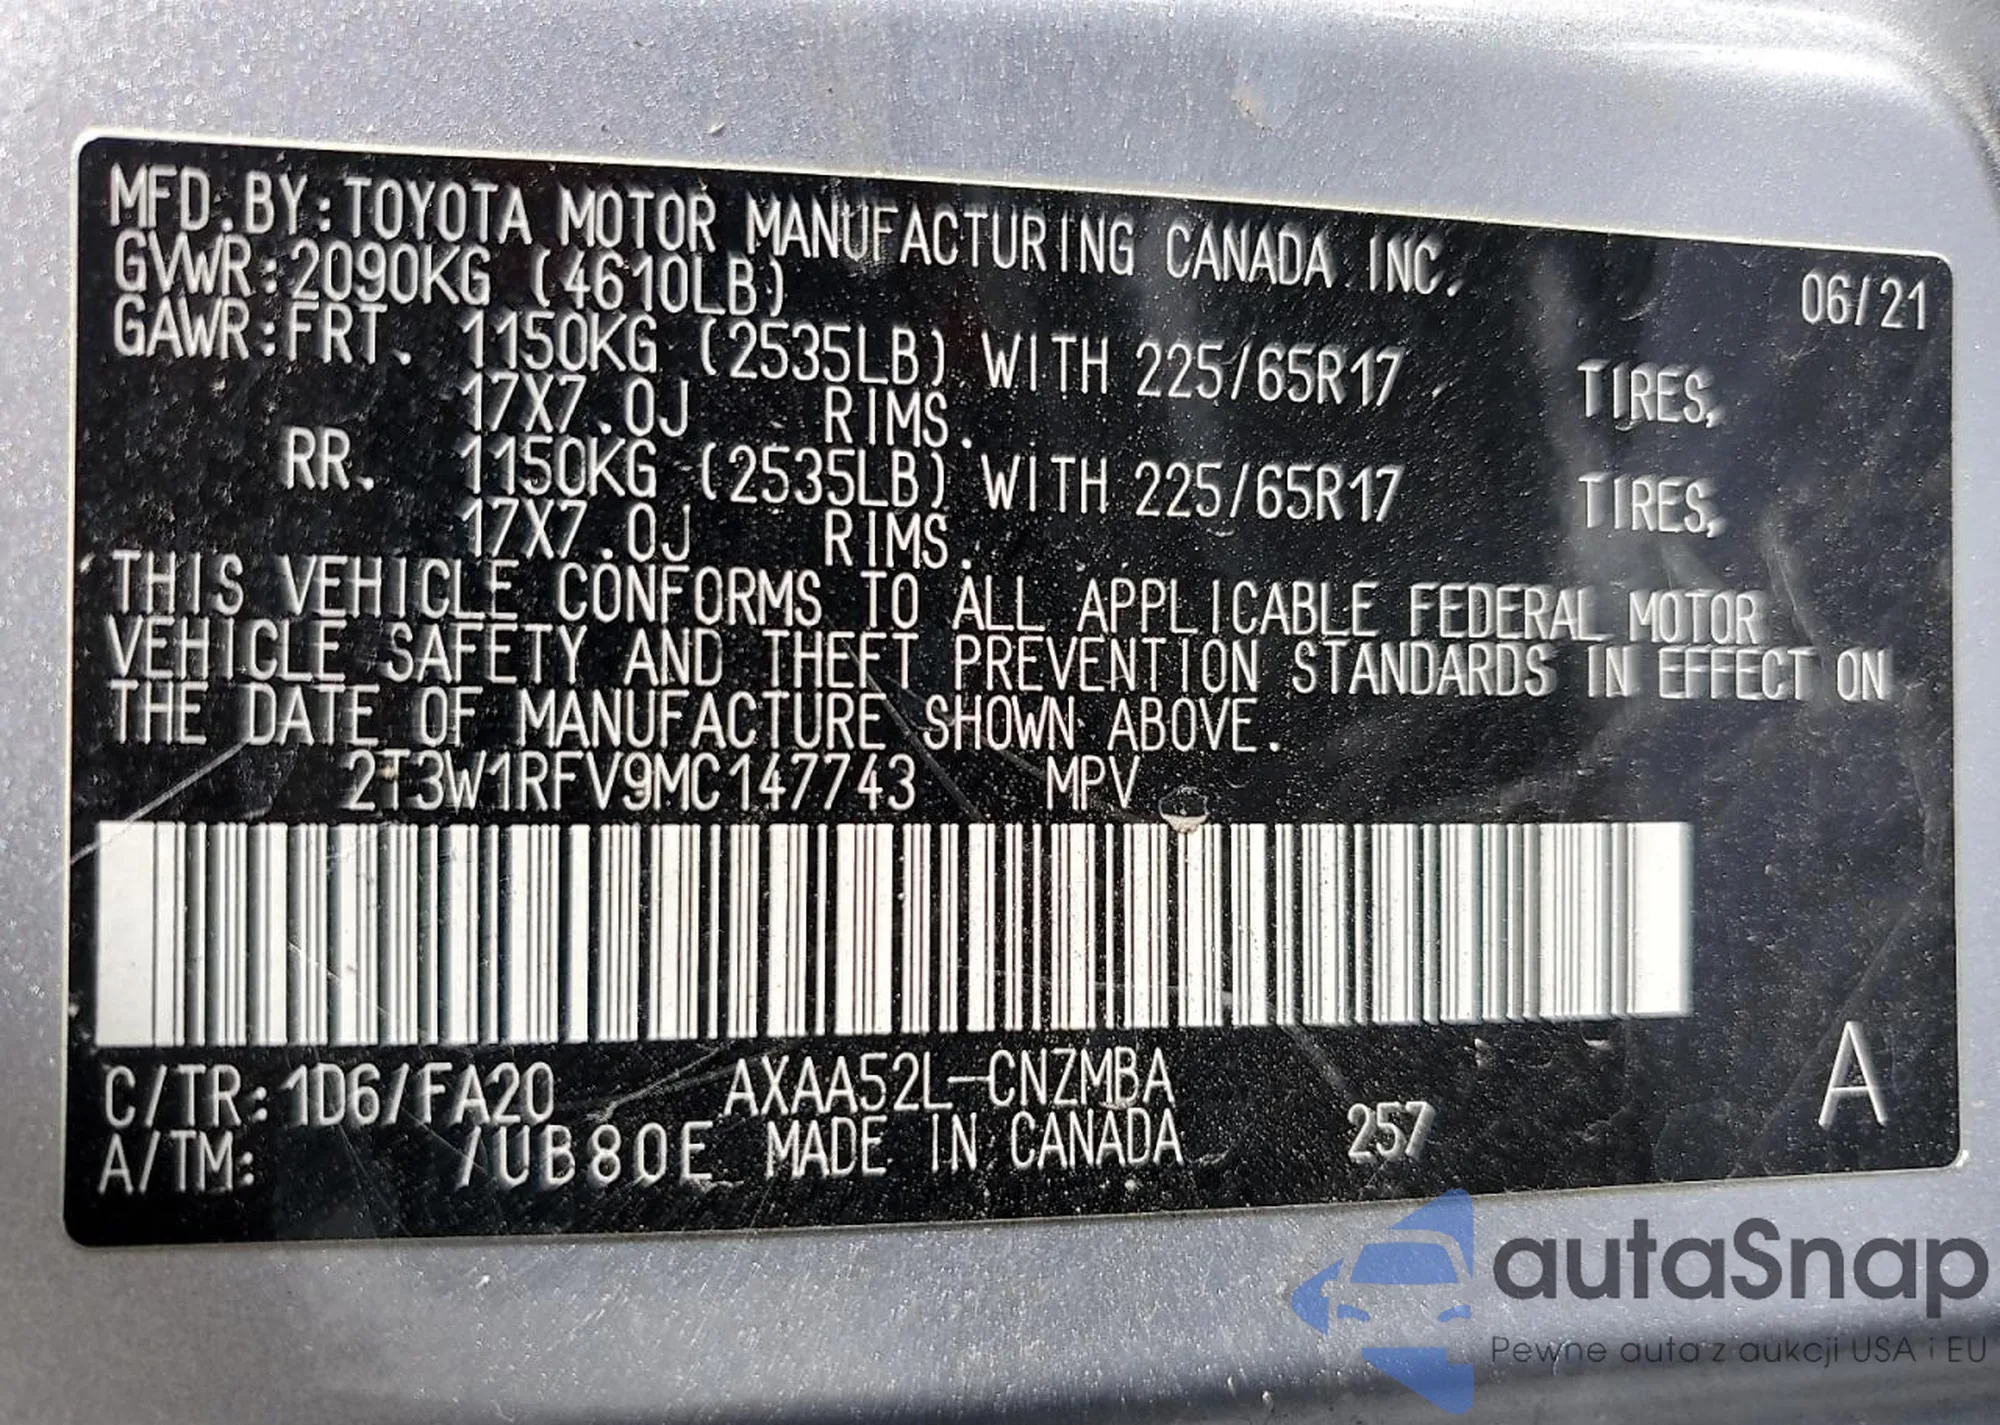 MFD.BY:TOYOTA MOTOR MANUFACTURING CANADA INC. 06/21
GVWR:2090KG (4610LB)
GAWR:FRT. 1150KG (2535LB) WITH 225/65R17 TIRES,
17X7.0J RIMS.
RR. 1150KG (2535LB) WITH 225/65R17 TIRES,
17X7.0J RIMS.
THIS VEHICLE CONFORMS TO ALL APPLICABLE FEDERAL MOTOR
VEHICLE SAFETY AND THEFT PREVENTION STANDARDS IN EFFECT ON
THE DATE OF MANUFACTURE SHOWN ABOVE.
2T3W1RFV9MC147743 MPV
C/TR:1D6/FA20 AXAA52L-CNZMBA A
A/TM: /UB80E MADE IN CANADA 257
autaSnap
Pewne auta z aukcji USA i EU